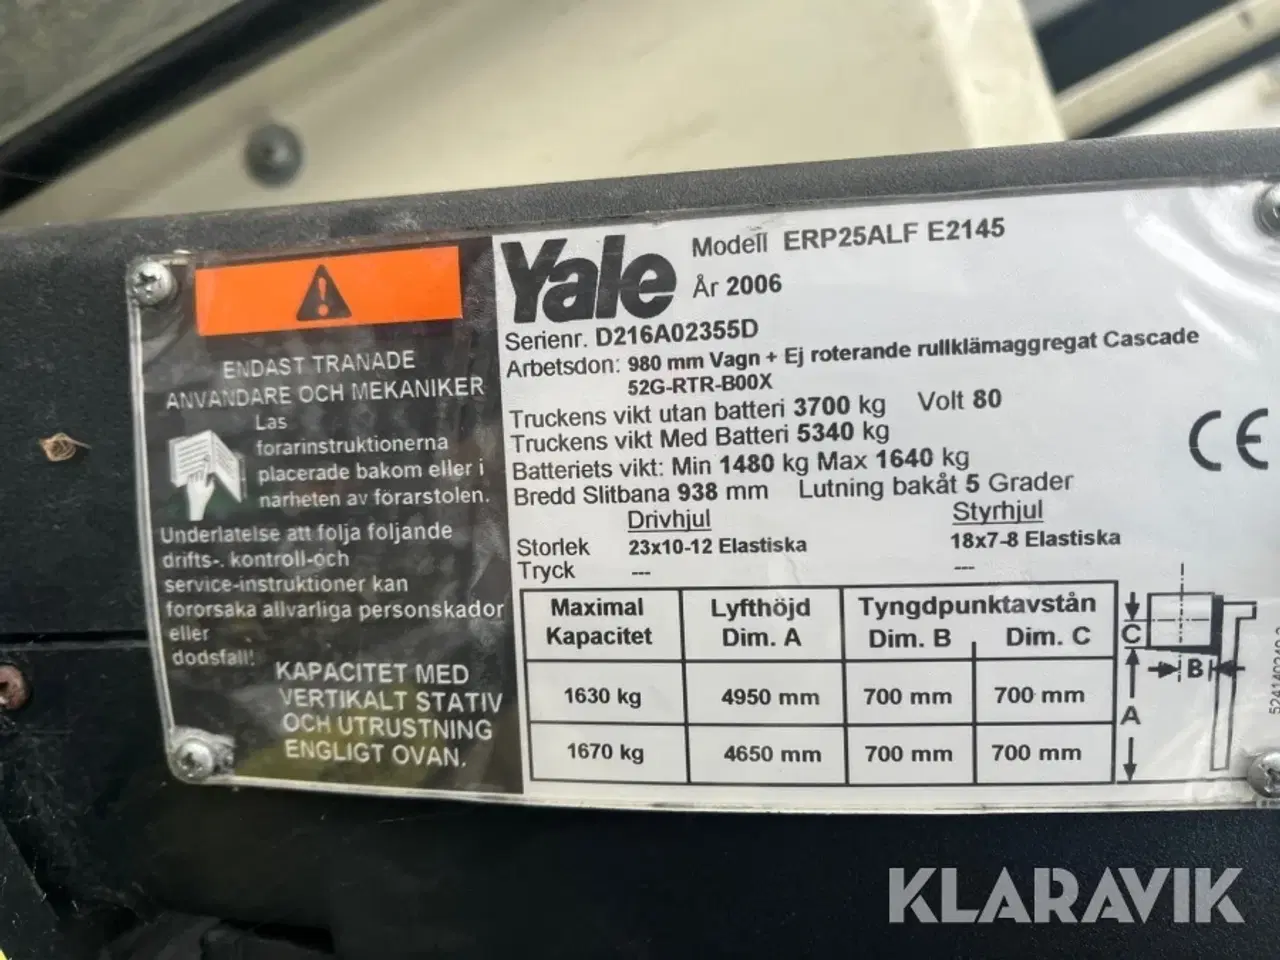 ENDAST TRANADE
ANVANDARE OCH MEKANIKER
Las
forarinstruktionerna
placerade bakom eller i
narheten av förarstolen.
Underlatelse att följa foljande
drifts-. kontroll-och
service-instruktioner kan
fororsaka allvarliga personskador
eller
dodsfall!
KAPACITET MED
VERTIKALT STATIV
OCH UTRUSTNING
ENGLIGT OVAN.
Yale
Modell ERP25ALF E2145
År 2006
Serienr. D216A02355D
Arbetsdon: 980 mm Vagn + Ej roterande rullklämaggregat Cascade
52G-RTR-B00X
Truckens vikt utan batteri 3700 kg Volt 80
Truckens vikt Med Batteri 5340 kg
Batteriets vikt: Min 1480 kg Max 1640 kg
Bredd Slitbana 938 mm Lutning bakåt 5 Grader
Drivhjul Styrhjul
Storlek 23x10-12 Elastiska 18x7-8 Elastiska
Tryck --- ---
CE
Maximal Kapacitet Lyfthöjd Dim. A Tyngdpunktavstån Dim. B Dim. C
1630 kg 4950 mm 700 mm 700 mm
1670 kg 4650 mm 700 mm 700 mm
C
B
A
KLARAVIK